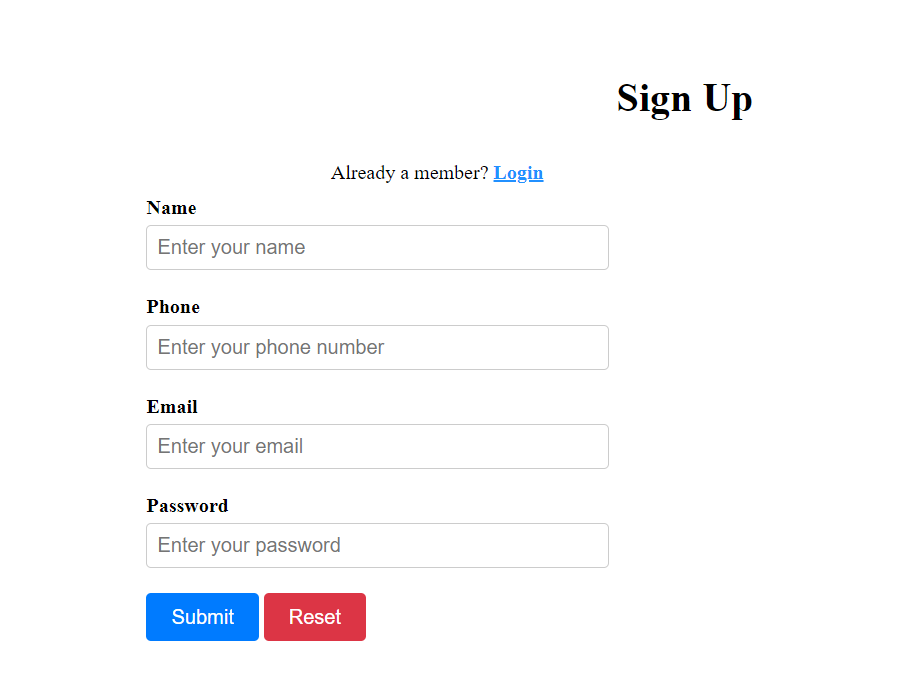 Sign Up
Already a member? Login
Name
Enter your name
Phone
Enter your phone number
Email
Enter your email
Password
Enter your password
Submit Reset